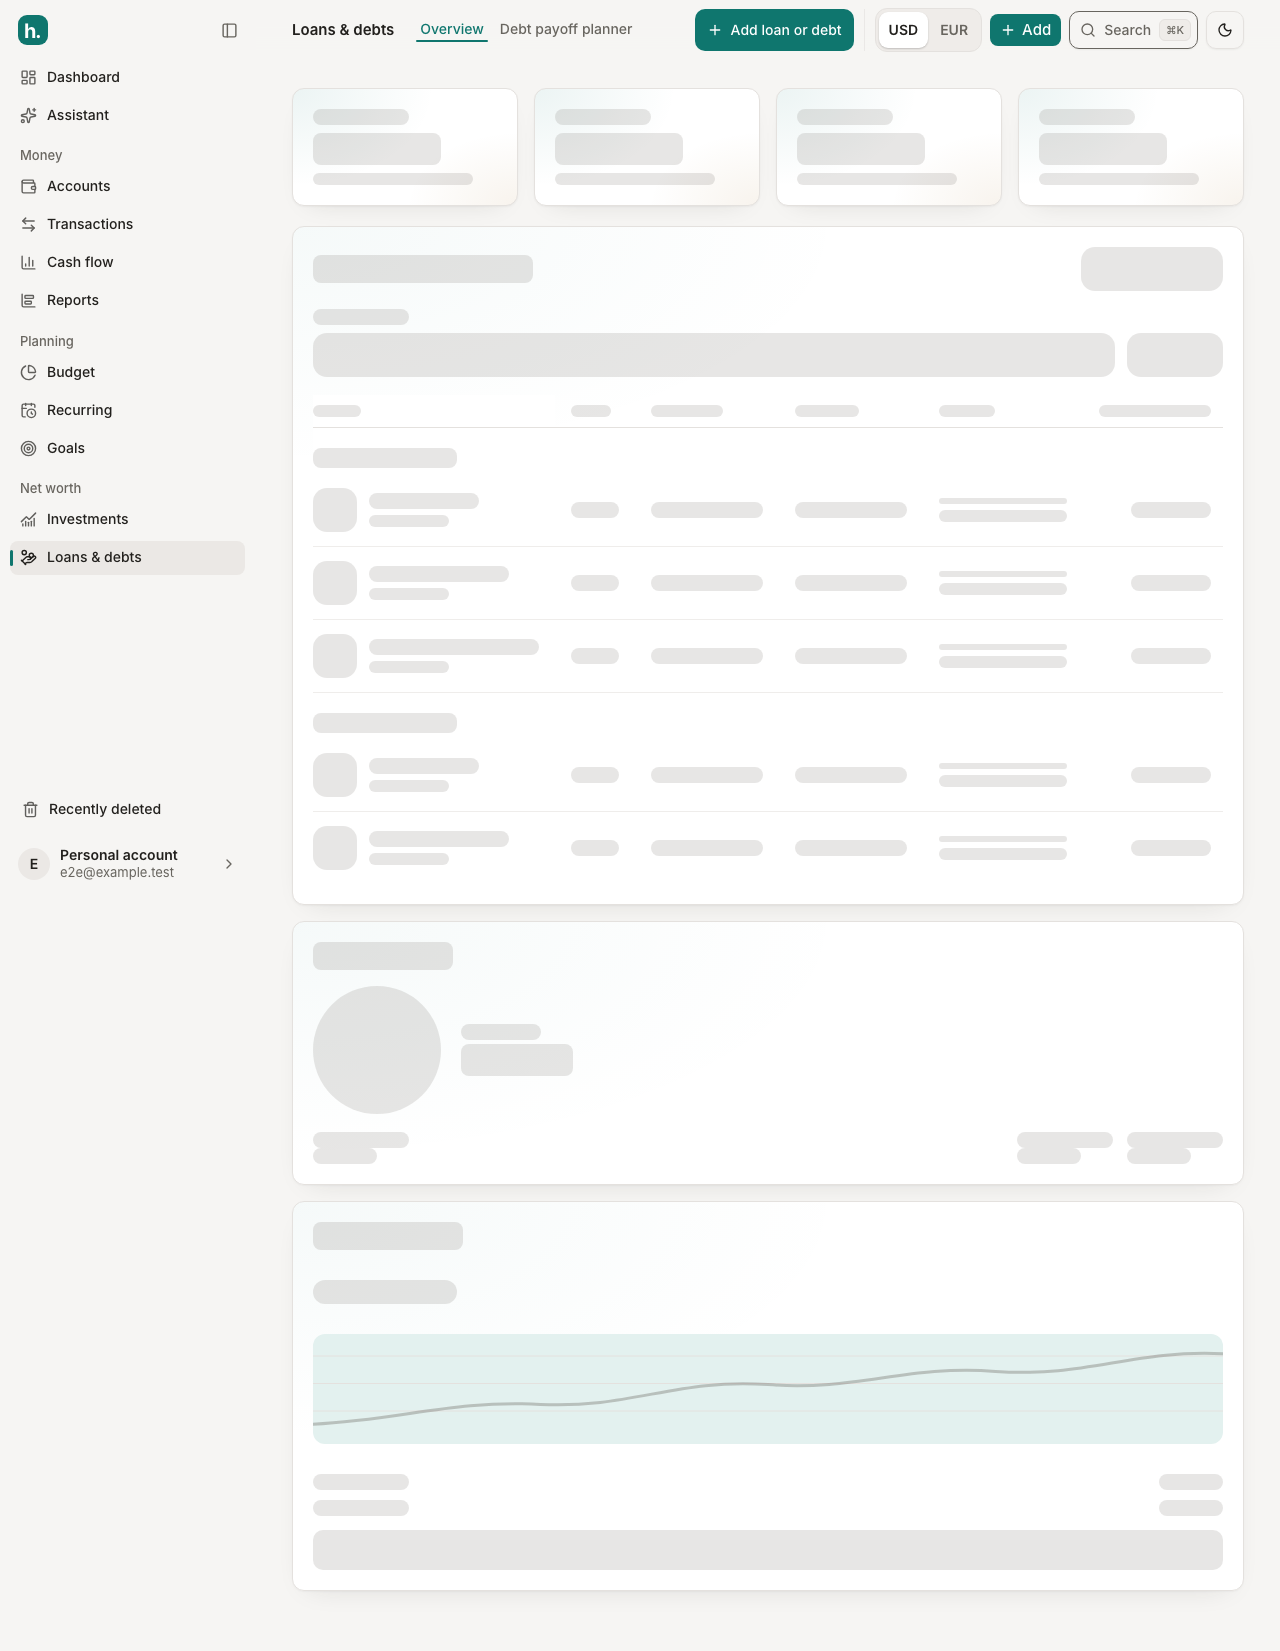 h.
Loans & debts
Overview
Debt payoff planner
Add loan or debt
USD
EUR
Add
Search
⌘K
Dashboard
Assistant
Money
Accounts
Transactions
Cash flow
Reports
Planning
Budget
Recurring
Goals
Net worth
Investments
Loans & debts
Recently deleted
E
Personal account
e2e@example.test